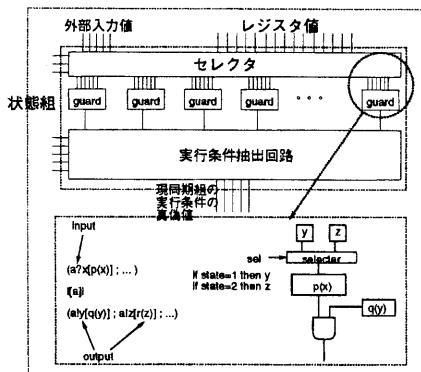 外部入力値 レジスタ値
セレクタ
状態組
guard guard guard guard ・・・ guard
実行条件抽出回路
現同期組の
実行条件の
真偽値
input
(a?x[p(x)] ; ... )
|[a]|
(a!y[q(y)] ; a!z[r(z)] ; ...)
output
y z
sel selector
if state=1 then y
if state=2 then z
p(x)
q(y)